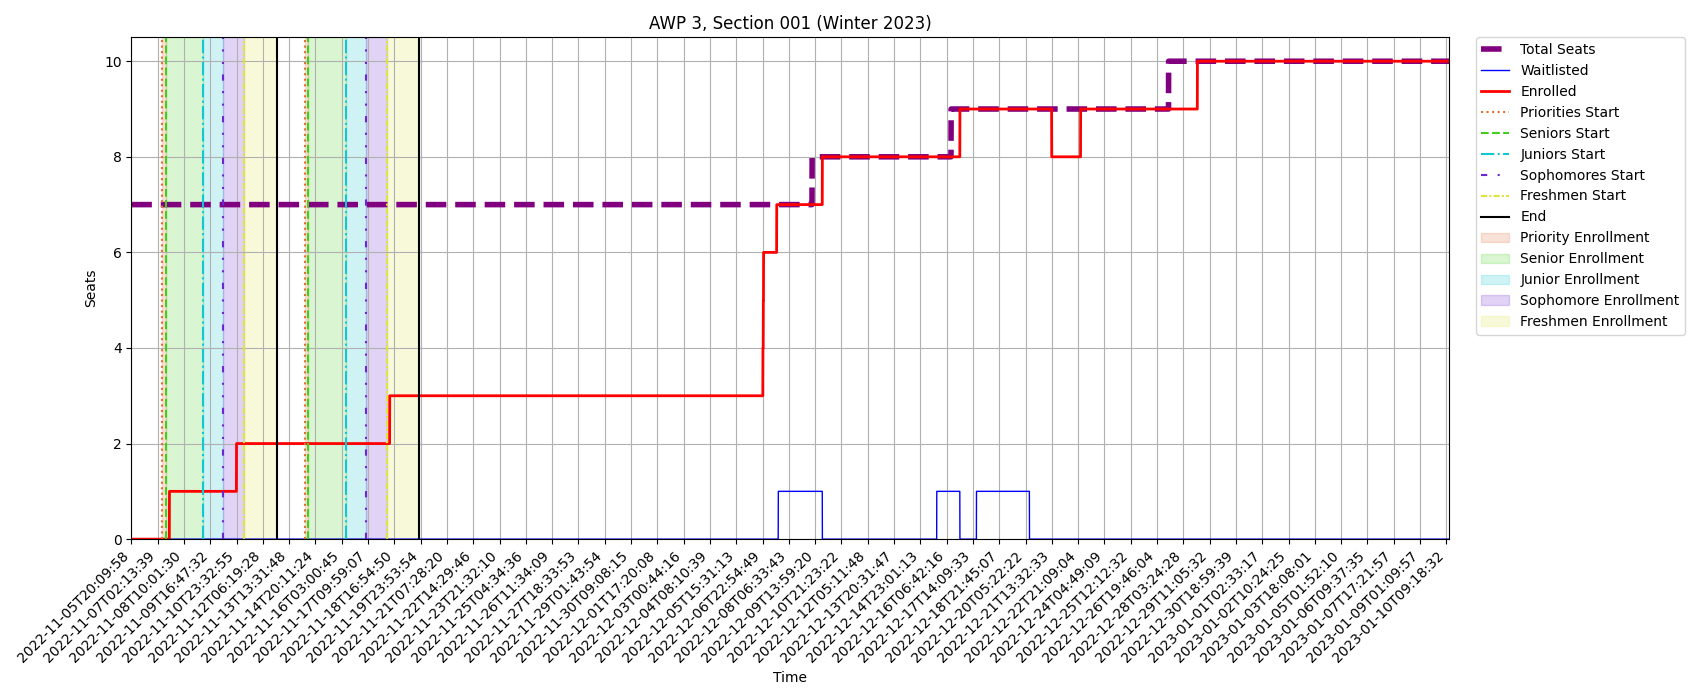 AWP 3, Section 001 (Winter 2023)
10
8
6
4
2
0
Seats
2022-11-05T20:09:58
2022-11-07T02:13:39
2022-11-08T10:01:30
2022-11-09T16:47:32
2022-11-10T23:32:55
2022-11-12T06:19:28
2022-11-13T13:31:48
2022-11-14T20:11:24
2022-11-16T03:00:45
2022-11-17T09:59:07
2022-11-18T16:54:50
2022-11-19T23:53:54
2022-11-21T07:28:20
2022-11-22T14:29:46
2022-11-23T21:32:10
2022-11-25T04:34:36
2022-11-26T11:34:09
2022-11-27T18:33:53
2022-11-29T01:43:54
2022-11-30T09:08:15
2022-12-01T17:20:08
2022-12-03T00:44:16
2022-12-04T08:10:39
2022-12-05T15:31:13
2022-12-06T22:54:49
2022-12-08T06:33:43
2022-12-09T13:59:20
2022-12-10T21:23:22
2022-12-12T05:11:48
2022-12-13T20:31:47
2022-12-14T23:01:13
2022-12-16T06:42:16
2022-12-17T14:09:33
2022-12-18T21:45:07
2022-12-20T05:22:22
2022-12-21T13:32:33
2022-12-22T21:09:04
2022-12-24T04:49:09
2022-12-25T12:12:32
2022-12-26T19:46:04
2022-12-28T03:24:28
2022-12-29T11:05:32
2022-12-30T18:59:39
2023-01-01T02:33:17
2023-01-02T10:24:25
2023-01-03T18:08:01
2023-01-05T01:52:10
2023-01-06T09:37:35
2023-01-07T17:21:57
2023-01-09T01:09:57
2023-01-10T09:18:32
Time
Total Seats
Waitlisted
Enrolled
Priorities Start
Seniors Start
Juniors Start
Sophomores Start
Freshmen Start
End
Priority Enrollment
Senior Enrollment
Junior Enrollment
Sophomore Enrollment
Freshmen Enrollment